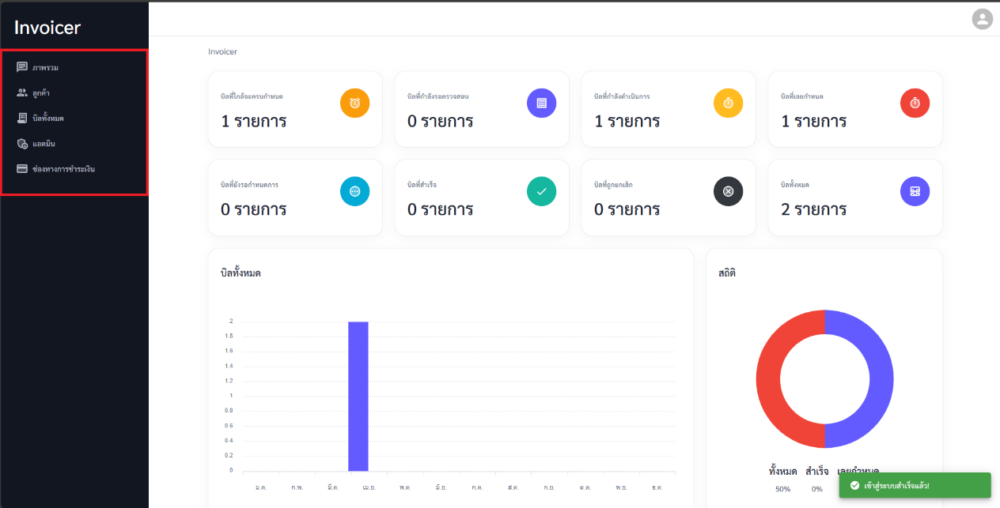 Invoicer
ภาพรวม
ลูกค้า
บิลทั้งหมด
แอดมิน
ช่องทางการชำระเงิน
Invoicer
บิลที่ใกล้จะครบกำหนด
1 รายการ
บิลที่กำลังรอตรวจสอบ
0 รายการ
บิลที่กำลังดำเนินการ
1 รายการ
บิลที่เลยกำหนด
1 รายการ
บิลที่ยังรอกำหนดการ
0 รายการ
บิลที่สำเร็จ
0 รายการ
บิลที่ถูกยกเลิก
0 รายการ
บิลทั้งหมด
2 รายการ
บิลทั้งหมด
2
1.8
1.6
1.4
1.2
1
0.8
0.6
0.4
0.2
0
ม.ค. ก.พ. มี.ค. เม.ย. พ.ค. มิ.ย. ก.ค. ส.ค. ก.ย. ต.ค. พ.ย. ธ.ค.
สถิติ
ทั้งหมด สำเร็จ เลยกำหนด
50% 0%
เข้าสู่ระบบสำเร็จแล้ว!